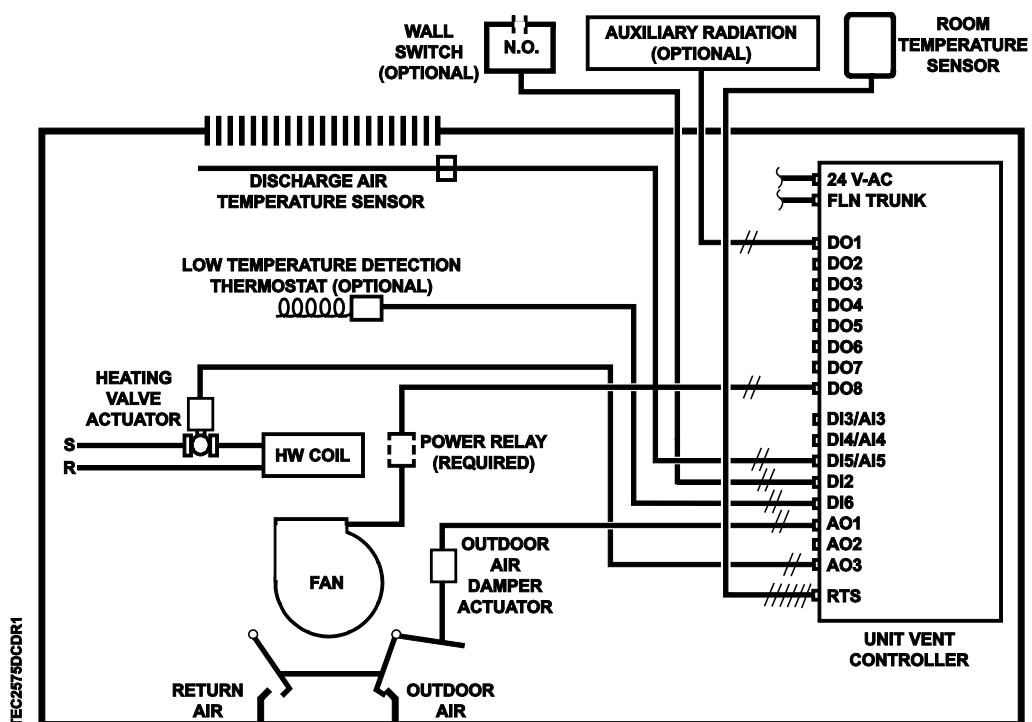 WALL
SWITCH
(OPTIONAL)
N.O.
AUXILIARY RADIATION
(OPTIONAL)
ROOM
TEMPERATURE
SENSOR
DISCHARGE AIR
TEMPERATURE SENSOR
LOW TEMPERATURE DETECTION
THERMOSTAT (OPTIONAL)
HEATING
VALVE
ACTUATOR
S
R
HW COIL
POWER RELAY
(REQUIRED)
FAN
OUTDOOR
AIR
DAMPER
ACTUATOR
RETURN
AIR
OUTDOOR
AIR
24 V-AC
FLN TRUNK
DO1
DO2
DO3
DO4
DO5
DO6
DO7
DO8
DI3/AI3
DI4/AI4
DI5/AI5
DI2
DI6
AO1
AO2
AO3
RTS
UNIT VENT
CONTROLLER
TEC2575DCDR1